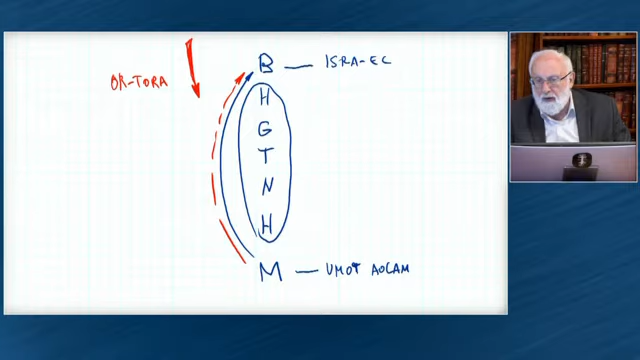 B — ISRA-EL
OR-TORA
H
G
T
N
H
M — UMOT AOLAM